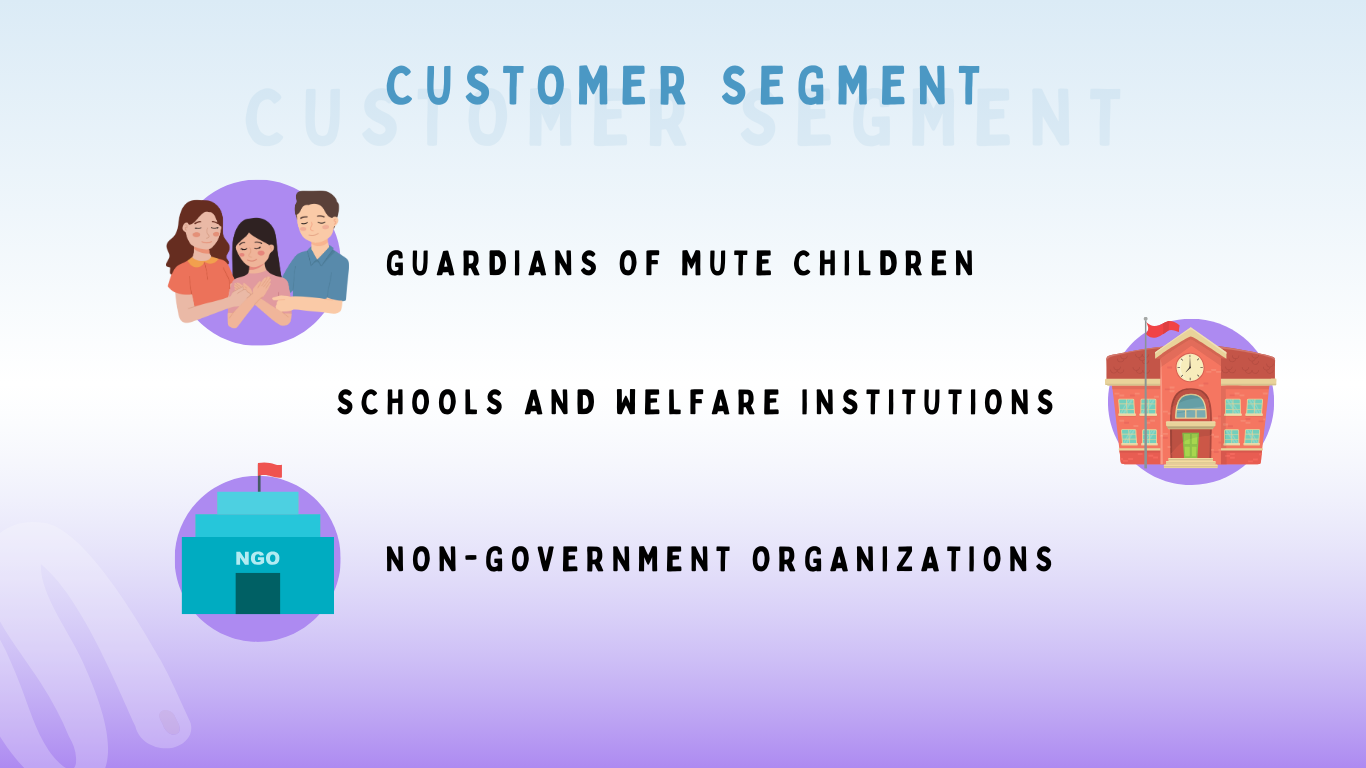 CUSTOMER SEGMENT
CUSTOMER SEGMENT
GUARDIANS OF MUTE CHILDREN
SCHOOLS AND WELFARE INSTITUTIONS
NGO
NON-GOVERNMENT ORGANIZATIONS